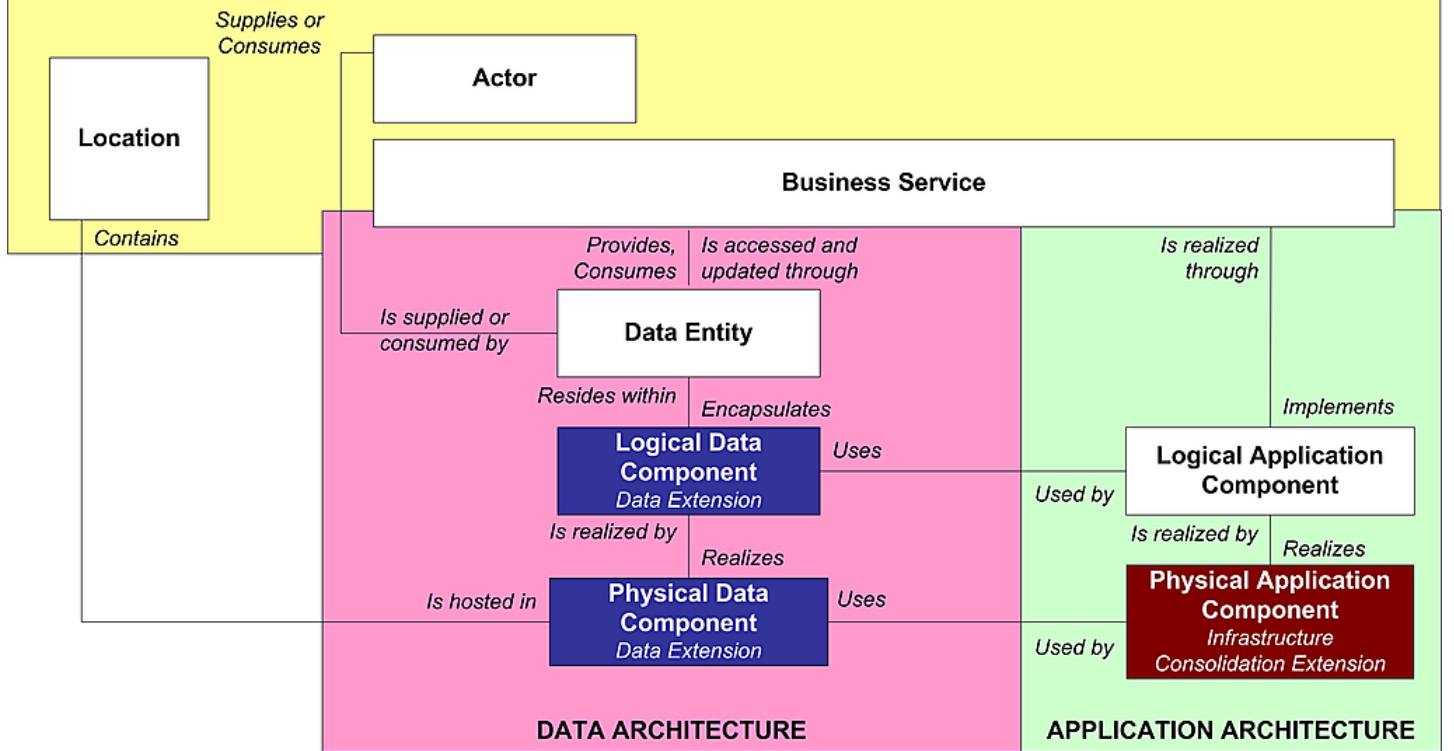 Supplies or
Consumes
Actor
Location
Business Service
Contains
Provides,
Consumes
Is accessed and
updated through
Is realized
through
Is supplied or
consumed by
Data Entity
Resides within
Encapsulates
Implements
Logical Data
Component
Data Extension
Uses
Used by
Logical Application
Component
Is realized by
Realizes
Is realized by
Realizes
Is hosted in
Physical Data
Component
Data Extension
Uses
Used by
Physical Application
Component
Infrastructure
Consolidation Extension
DATA ARCHITECTURE
APPLICATION ARCHITECTURE